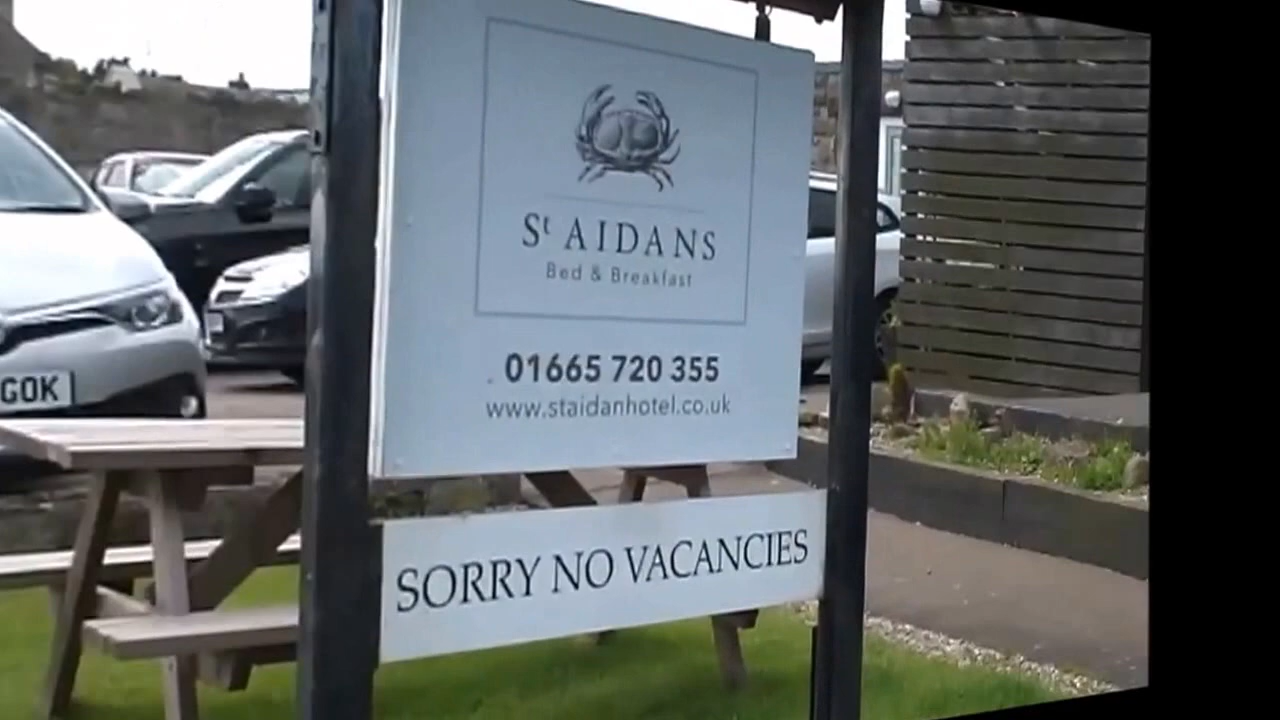 St AIDANS
Bed & Breakfast
01665 720 355
www.staidanhotel.co.uk
SORRY NO VACANCIES
GOK